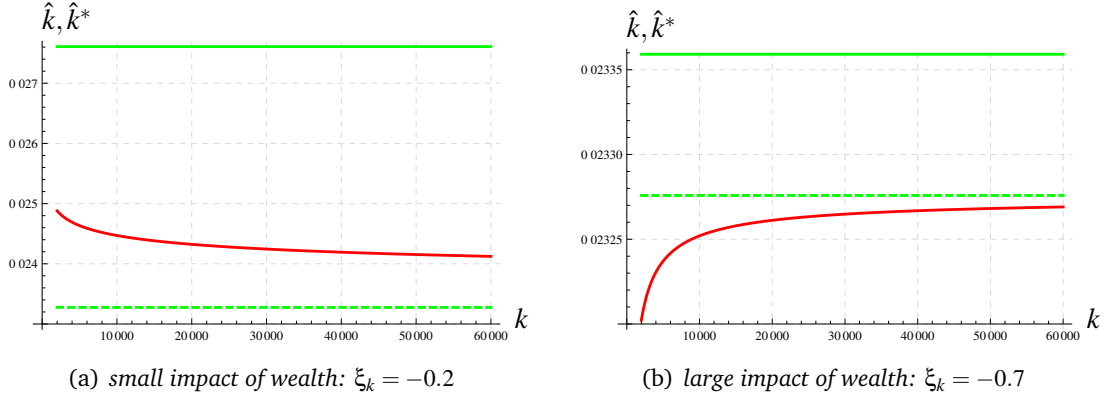 k̂, k̂*
0 027
0 026
0 025
0 024
10 000 20 000 30 000 40 000 50 000 60 000 k
(a) small impact of wealth: ξk = −0.2
k̂, k̂*
0 02335
0 02330
0 02325
10 000 20 000 30 000 40 000 50 000 60 000 k
(b) large impact of wealth: ξk = −0.7